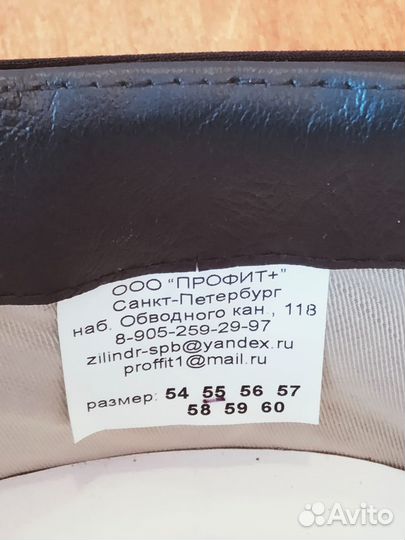 ООО "ПРОФИТ+"
Санкт-Петербург
наб. Обводного кан., 118
8-905-259-29-97
zilindr-spb@yandex.ru
proffit1@mail.ru
размер: 54 55 56 57
58 59 60
Avito